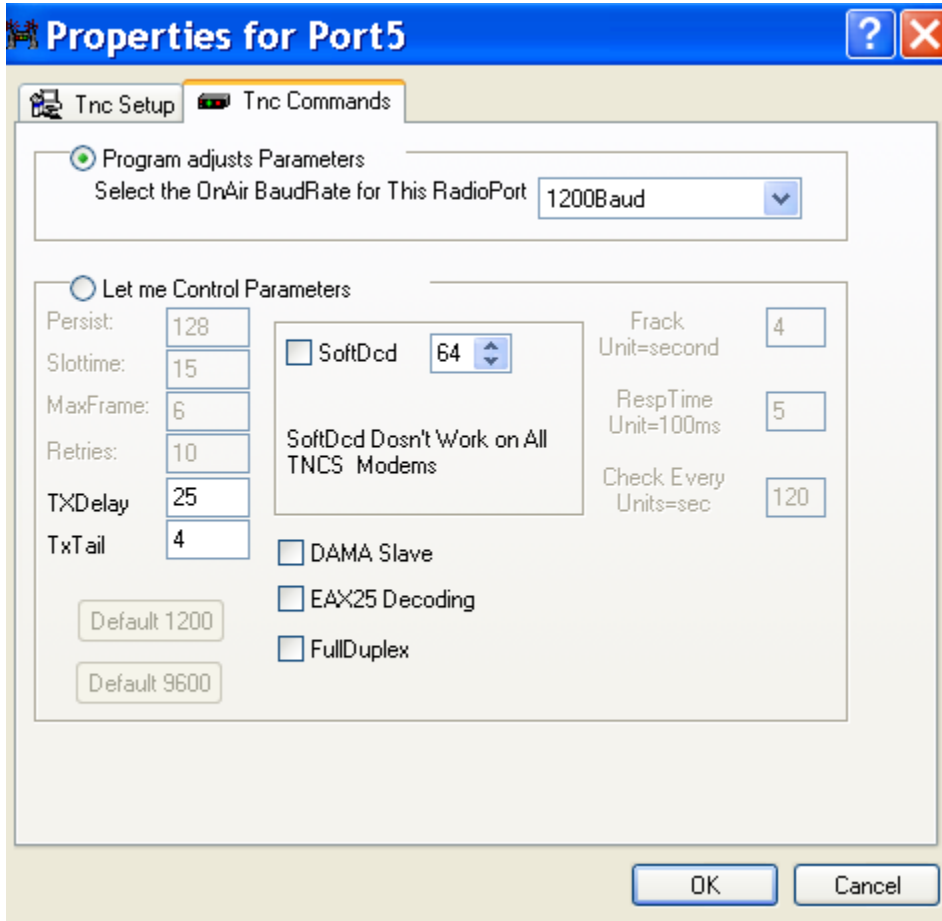 Properties for Port5
Tnc Setup
Tnc Commands
Program adjusts Parameters
Select the OnAir BaudRate for This RadioPort
1200Baud
Let me Control Parameters
Persist: 128
Slottime: 15
MaxFrame: 6
Retries: 10
TXDelay 25
TxTail 4
Default 1200
Default 9600
SoftDcd 64
SoftDcd Dosn't Work on All
TNCS Modems
DAMA Slave
EAX25 Decoding
FullDuplex
Frack
Unit=second
4
RespTime
Unit=100ms
5
Check Every
Units=sec
120
OK
Cancel